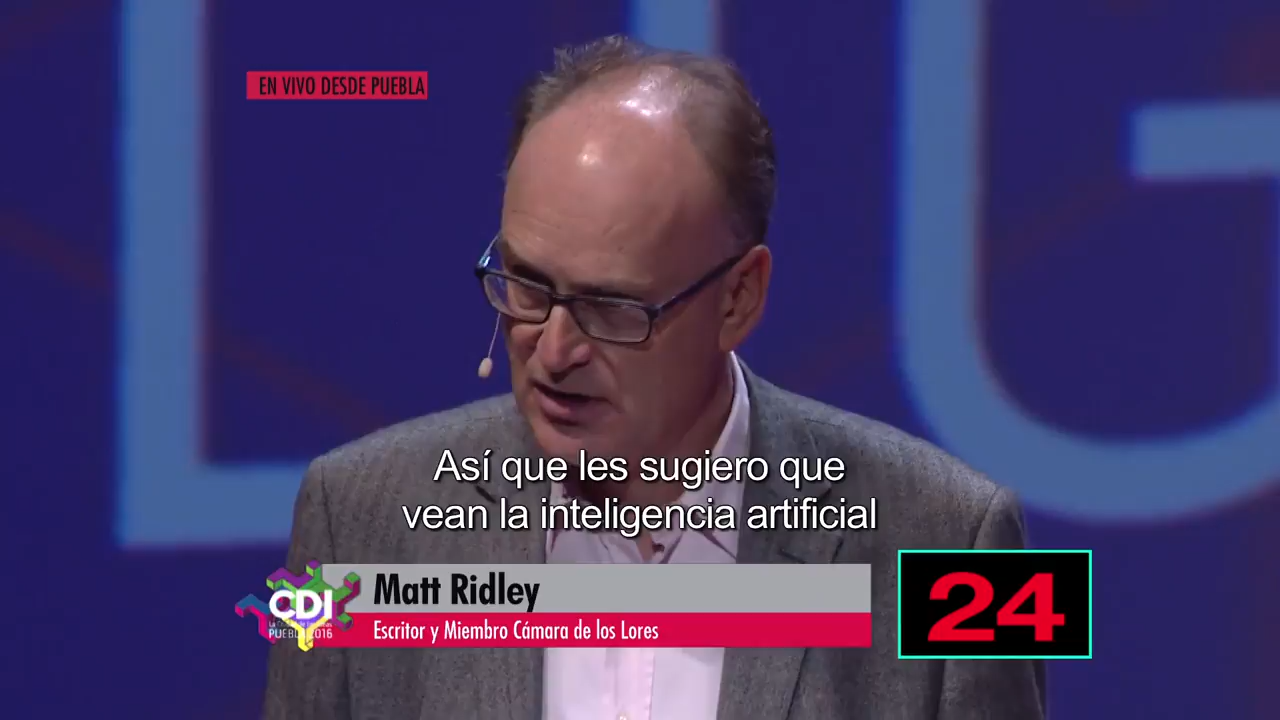 EN VIVO DESDE PUEBLA
Así que les sugiero que
vean la inteligencia artificial
Matt Ridley
Escritor y Miembro Cámara de los Lores
CDI
PUEBLA 2016
24